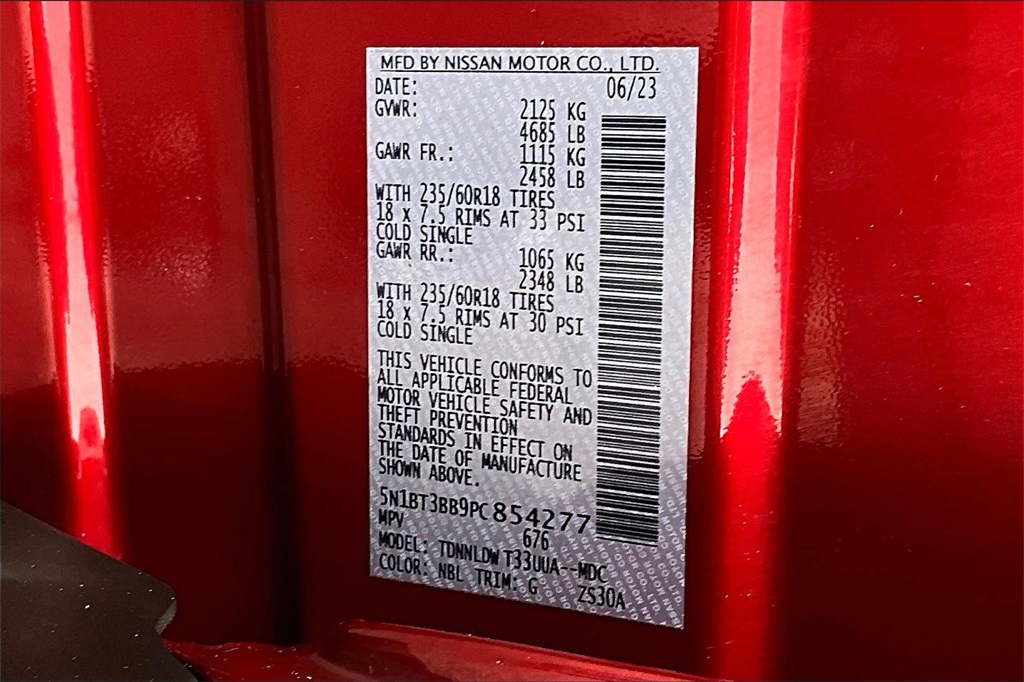 MFD BY NISSAN MOTOR CO., LTD.
DATE: 06/23
GVWR: 2125 KG
4685 LB
GAWR FR.: 1115 KG
2458 LB
WITH 235/60R18 TIRES
18 x 7.5 RIMS AT 33 PSI
COLD SINGLE
GAWR RR.: 1065 KG
2348 LB
WITH 235/60R18 TIRES
18 x 7.5 RIMS AT 30 PSI
COLD SINGLE
THIS VEHICLE CONFORMS TO
ALL APPLICABLE FEDERAL
MOTOR VEHICLE SAFETY AND
THEFT PREVENTION
STANDARDS IN EFFECT ON
THE DATE OF MANUFACTURE
SHOWN ABOVE.
5N1BT3BB9PC854277
MPV 676
MODEL: TDNNLDW T33UUA--MDC
COLOR: NBL TRIM: G ZS30A